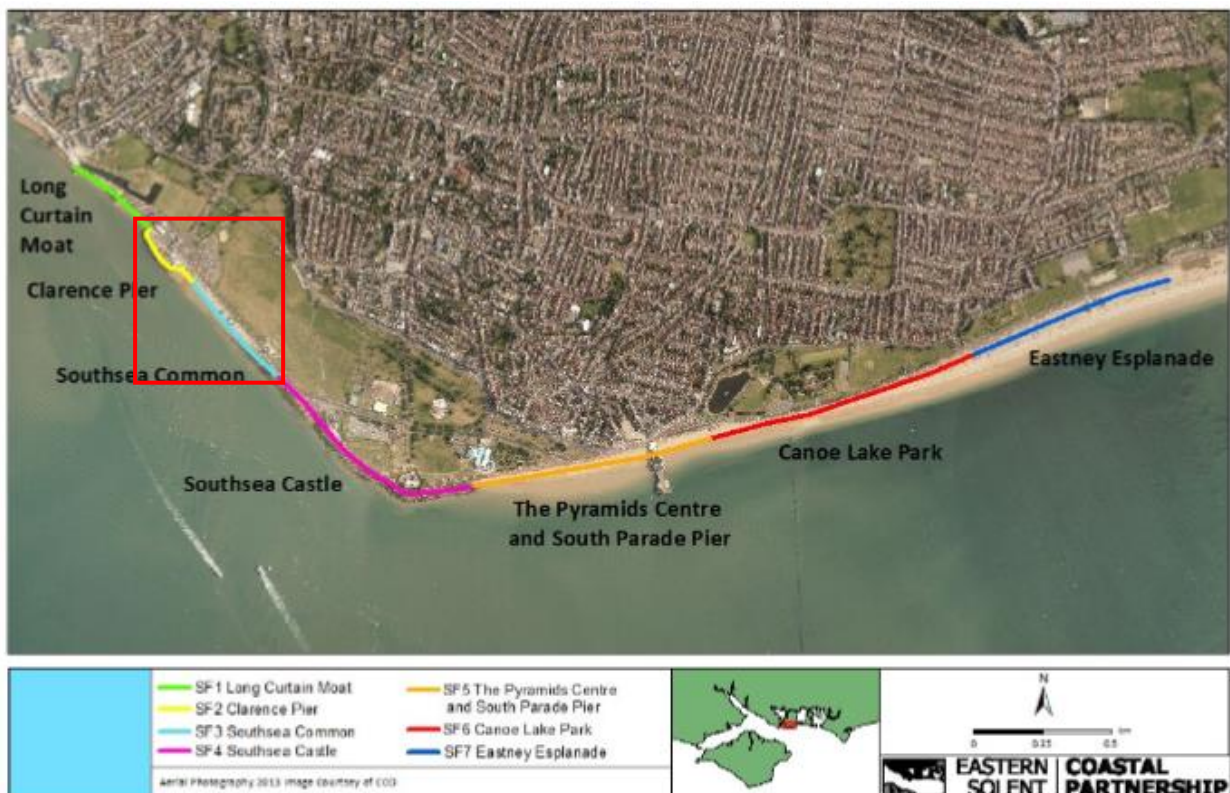 Long
Curtain
Moat
Clarence Pier
Southsea Common
Southsea Castle
The Pyramids Centre
and South Parade Pier
Canoe Lake Park
Eastney Esplanade
SF1 Long Curtain Moat
SF2 Clarence Pier
SF3 Southsea Common
SF4 Southsea Castle
SF5 The Pyramids Centre
and South Parade Pier
SF6 Canoe Lake Park
SF7 Eastney Esplanade
Aerial Photography 2013 image courtesy of CCO
N
0 0.25 0.5 km
EASTERN
SOLENT
COASTAL
PARTNERSHIP